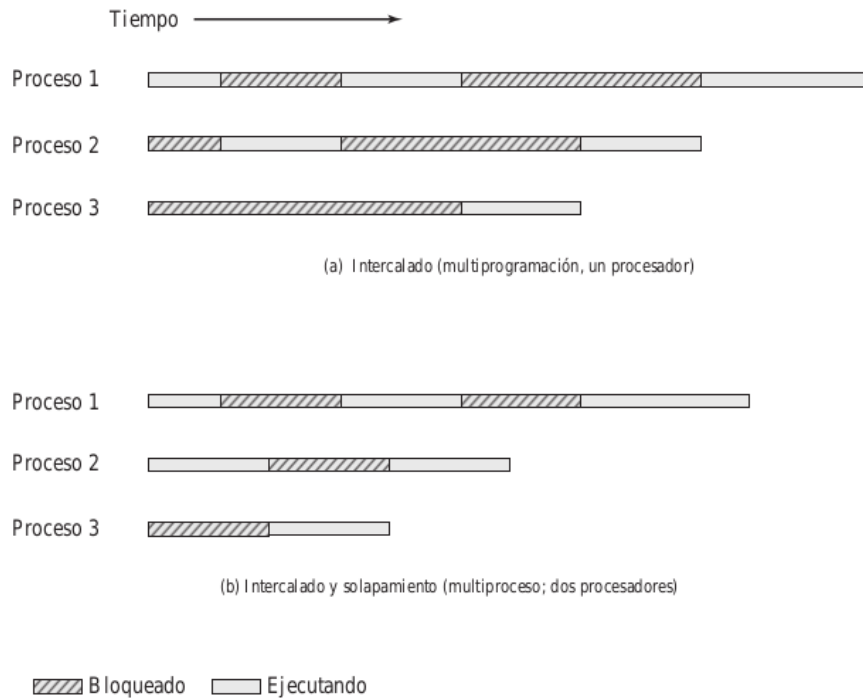 Tiempo
Proceso 1
Proceso 2
Proceso 3
(a) Intercalado (multiprogramación, un procesador)
Proceso 1
Proceso 2
Proceso 3
(b) Intercalado y solapamiento (multiproceso; dos procesadores)
Bloqueado Ejecutando